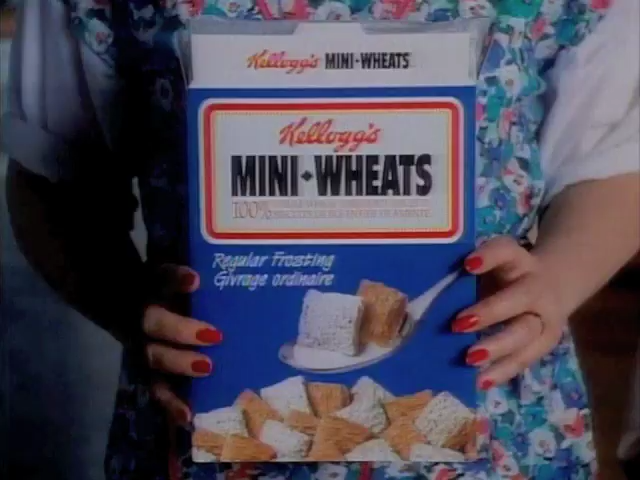 Kellogg's MINI-WHEATS
Kellogg's
MINI-WHEATS
100%
Regular Frosting
Givrage ordinaire